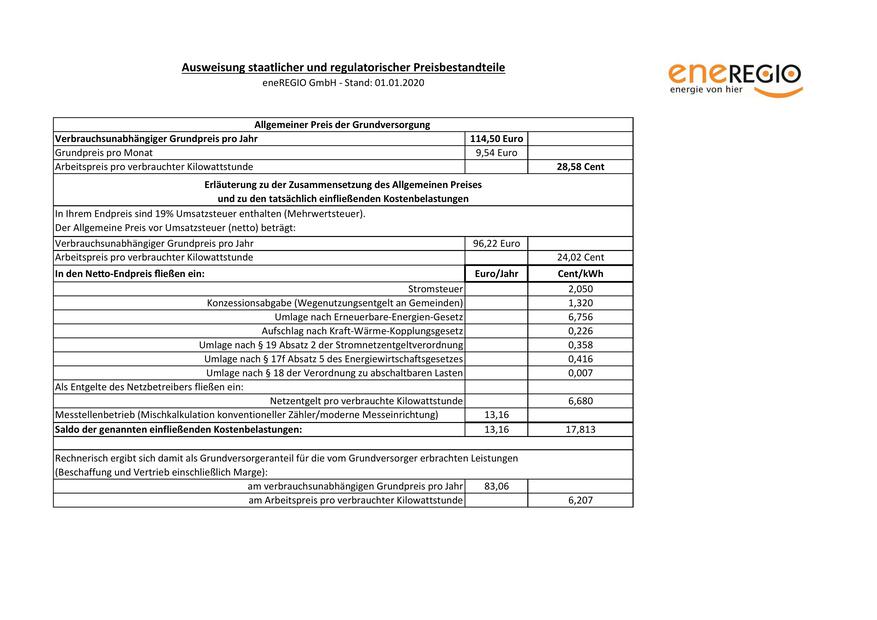 Ausweisung staatlicher und regulatorischer Preisbestandteile
eneREGIO GmbH - Stand: 01.01.2020
eneREGIO
energie von hier
Allgemeiner Preis der Grundversorgung
Verbrauchsunabhängiger Grundpreis pro Jahr 114,50 Euro
Grundpreis pro Monat 9,54 Euro
Arbeitspreis pro verbrauchter Kilowattstunde 28,58 Cent
Erläuterung zu der Zusammensetzung des Allgemeinen Preises
und zu den tatsächlich einfließenden Kostenbelastungen
In Ihrem Endpreis sind 19% Umsatzsteuer enthalten (Mehrwertsteuer).
Der Allgemeine Preis vor Umsatzsteuer (netto) beträgt:
Verbrauchsunabhängiger Grundpreis pro Jahr 96,22 Euro
Arbeitspreis pro verbrauchter Kilowattstunde 24,02 Cent
In den Netto-Endpreis fließen ein: Euro/Jahr Cent/kWh
Stromsteuer 2,050
Konzessionsabgabe (Wegenutzungsentgelt an Gemeinden) 1,320
Umlage nach Erneuerbare-Energien-Gesetz 6,756
Aufschlag nach Kraft-Wärme-Kopplungsgesetz 0,226
Umlage nach § 19 Absatz 2 der Stromnetzentgeltverordnung 0,358
Umlage nach § 17f Absatz 5 des Energiewirtschaftsgesetzes 0,416
Umlage nach § 18 der Verordnung zu abschaltbaren Lasten 0,007
Als Entgelte des Netzbetreibers fließen ein:
Netzentgelt pro verbrauchte Kilowattstunde 6,680
Messtellenbetrieb (Mischkalkulation konventioneller Zähler/moderne Messeinrichtung) 13,16
Saldo der genannten einfließenden Kostenbelastungen: 13,16 17,813
Rechnerisch ergibt sich damit als Grundversorgeranteil für die vom Grundversorger erbrachten Leistungen
(Beschaffung und Vertrieb einschließlich Marge):
am verbrauchsunabhängigen Grundpreis pro Jahr 83,06
am Arbeitspreis pro verbrauchter Kilowattstunde 6,207